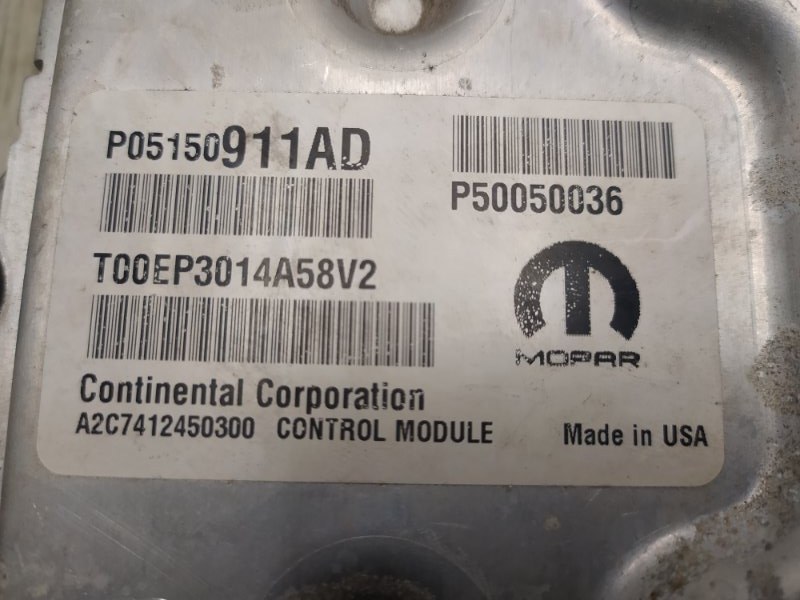 P05150911AD
P50050036
T00EP3014A58V2
MOPAR
Continental Corporation
A2C7412450300 CONTROL MODULE
Made in USA